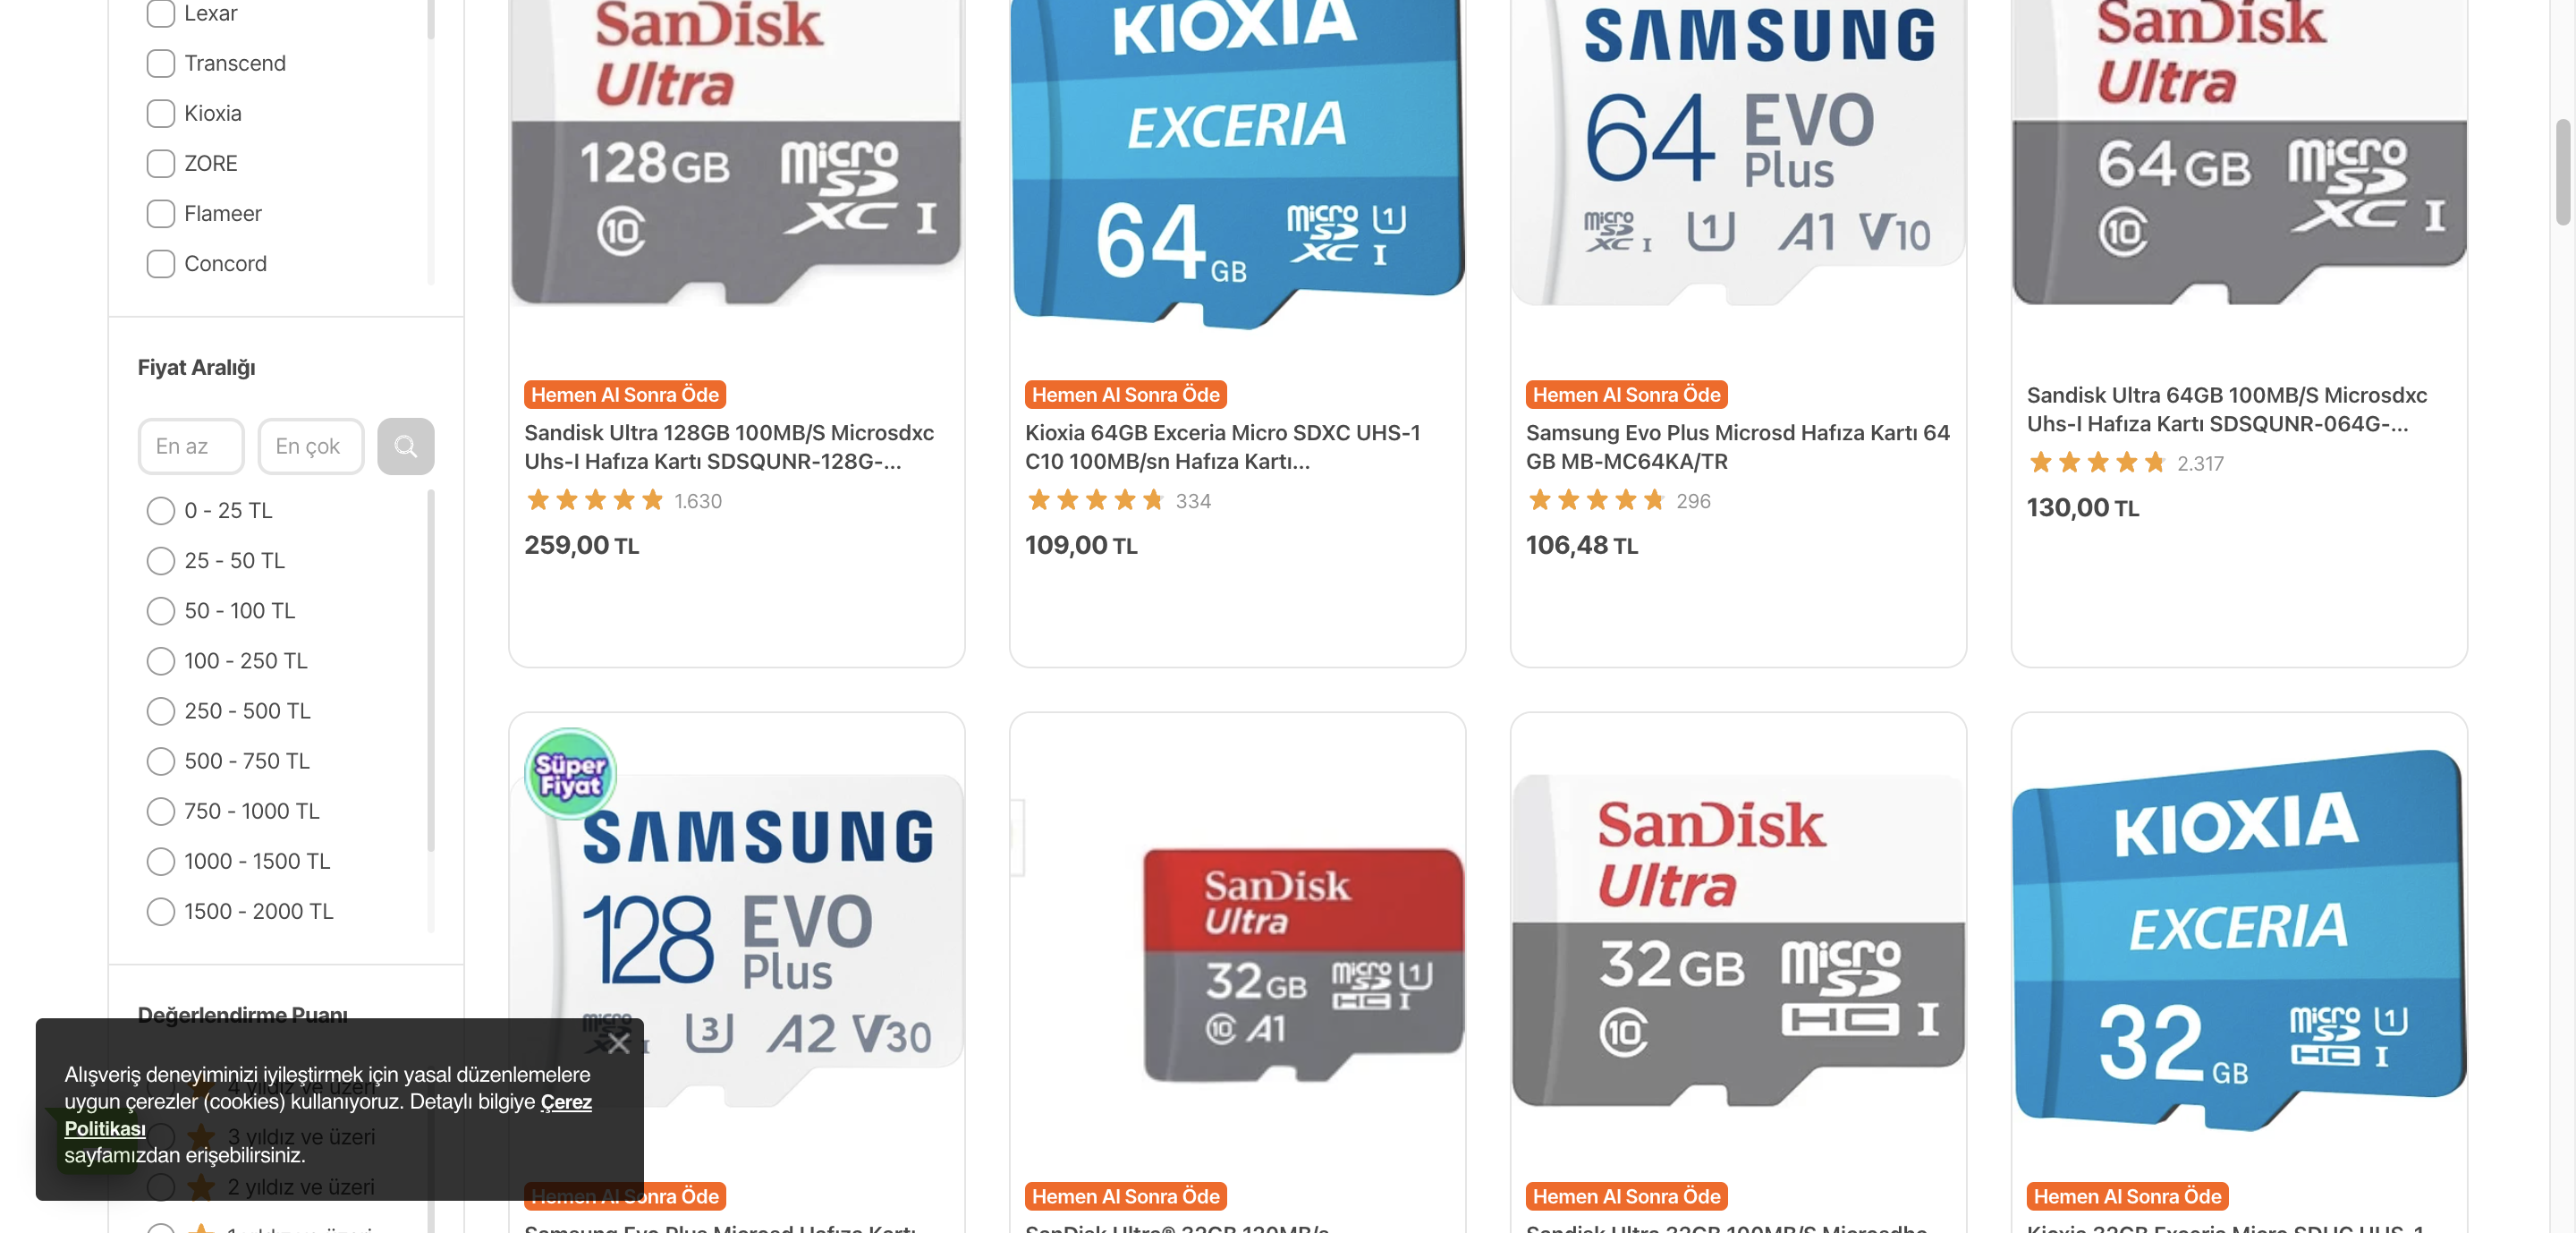 Lexar
Transcend
Kioxia
ZORE
Flameer
Concord
Fiyat Aralığı
En az
En çok
0 - 25 TL
25 - 50 TL
50 - 100 TL
100 - 250 TL
250 - 500 TL
500 - 750 TL
750 - 1000 TL
1000 - 1500 TL
1500 - 2000 TL
Değerlendirme Puanı
4 yıldız ve üzeri
3 yıldız ve üzeri
2 yıldız ve üzeri
Alışveriş deneyiminizi iyileştirmek için yasal düzenlemelere
uygun çerezler (cookies) kullanıyoruz. Detaylı bilgiye Çerez
Politikası
sayfamızdan erişebilirsiniz.
SanDisk
Ultra
128GB
micro
SD
XC I
10
Hemen Al Sonra Öde
Sandisk Ultra 128GB 100MB/S Microsdxc
Uhs-I Hafıza Kartı SDSQUNR-128G-...
1.630
259,00 TL
KIOXIA
EXCERIA
64 GB
micro
SD
XC I
1
Hemen Al Sonra Öde
Kioxia 64GB Exceria Micro SDXC UHS-1
C10 100MB/sn Hafıza Kartı...
334
109,00 TL
SAMSUNG
64 EVO
Plus
micro
SD
XC I
1 A1 V10
Hemen Al Sonra Öde
Samsung Evo Plus Microsd Hafıza Kartı 64
GB MB-MC64KA/TR
296
106,48 TL
SanDisk
Ultra
64GB
micro
SD
XC I
10
Sandisk Ultra 64GB 100MB/S Microsdxc
Uhs-I Hafıza Kartı SDSQUNR-064G-...
2.317
130,00 TL
Süper
Fiyat
SAMSUNG
128 EVO
Plus
micro
SD
XC I
3 A2 V30
Hemen Al Sonra Öde
Samsung Evo Plus Microsd Hafıza Kartı
SanDisk
Ultra
32GB
micro
SD
HC I
1
10 A1
Hemen Al Sonra Öde
SanDisk Ultra® 32GB 120MB/s
SanDisk
Ultra
32GB
micro
SD
HC I
10
Hemen Al Sonra Öde
Sandisk Ultra 32GB 100MB/S Microsdhc
KIOXIA
EXCERIA
32 GB
micro
SD
HC I
1
Hemen Al Sonra Öde
Kioxia 32GB Exceria Micro SDHC UHS-1